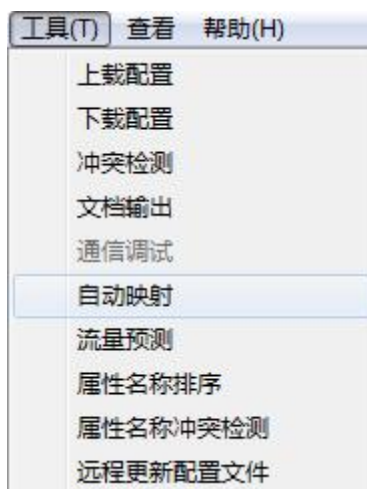 工具(T) 查看 帮助(H)
上载配置
下载配置
冲突检测
文档输出
通信调试
自动映射
流量预测
属性名称排序
属性名称冲突检测
远程更新配置文件